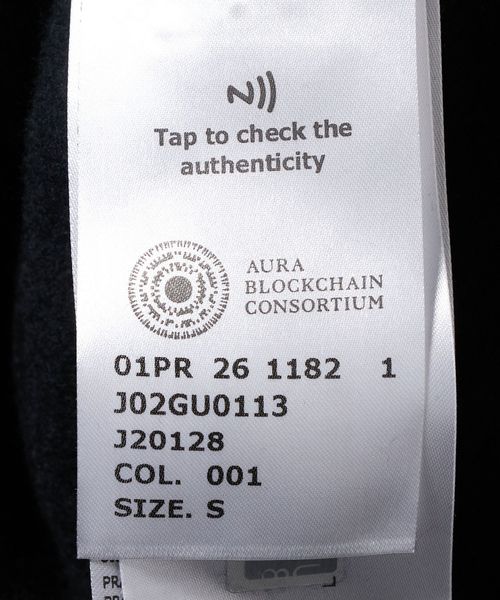 Tap to check the
authenticity
AURA
BLOCKCHAIN
CONSORTIUM
01PR 26 1182 1
J02GU0113
J20128
COL. 001
SIZE. S